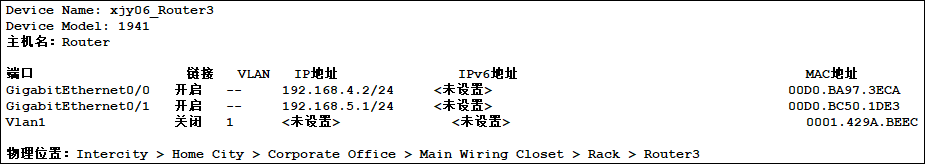 Device Name: xjy06_Router3
Device Model: 1941
主机名: Router
端口 链接 VLAN IP地址 IPv6地址 MAC地址
GigabitEthernet0/0 开启 -- 192.168.4.2/24 <未设置> 00D0.BA97.3ECA
GigabitEthernet0/1 开启 -- 192.168.5.1/24 <未设置> 00D0.BC50.1DE3
Vlan1 关闭 1 <未设置> <未设置> 0001.429A.BEEC
物理位置: Intercity > Home City > Corporate Office > Main Wiring Closet > Rack > Router3